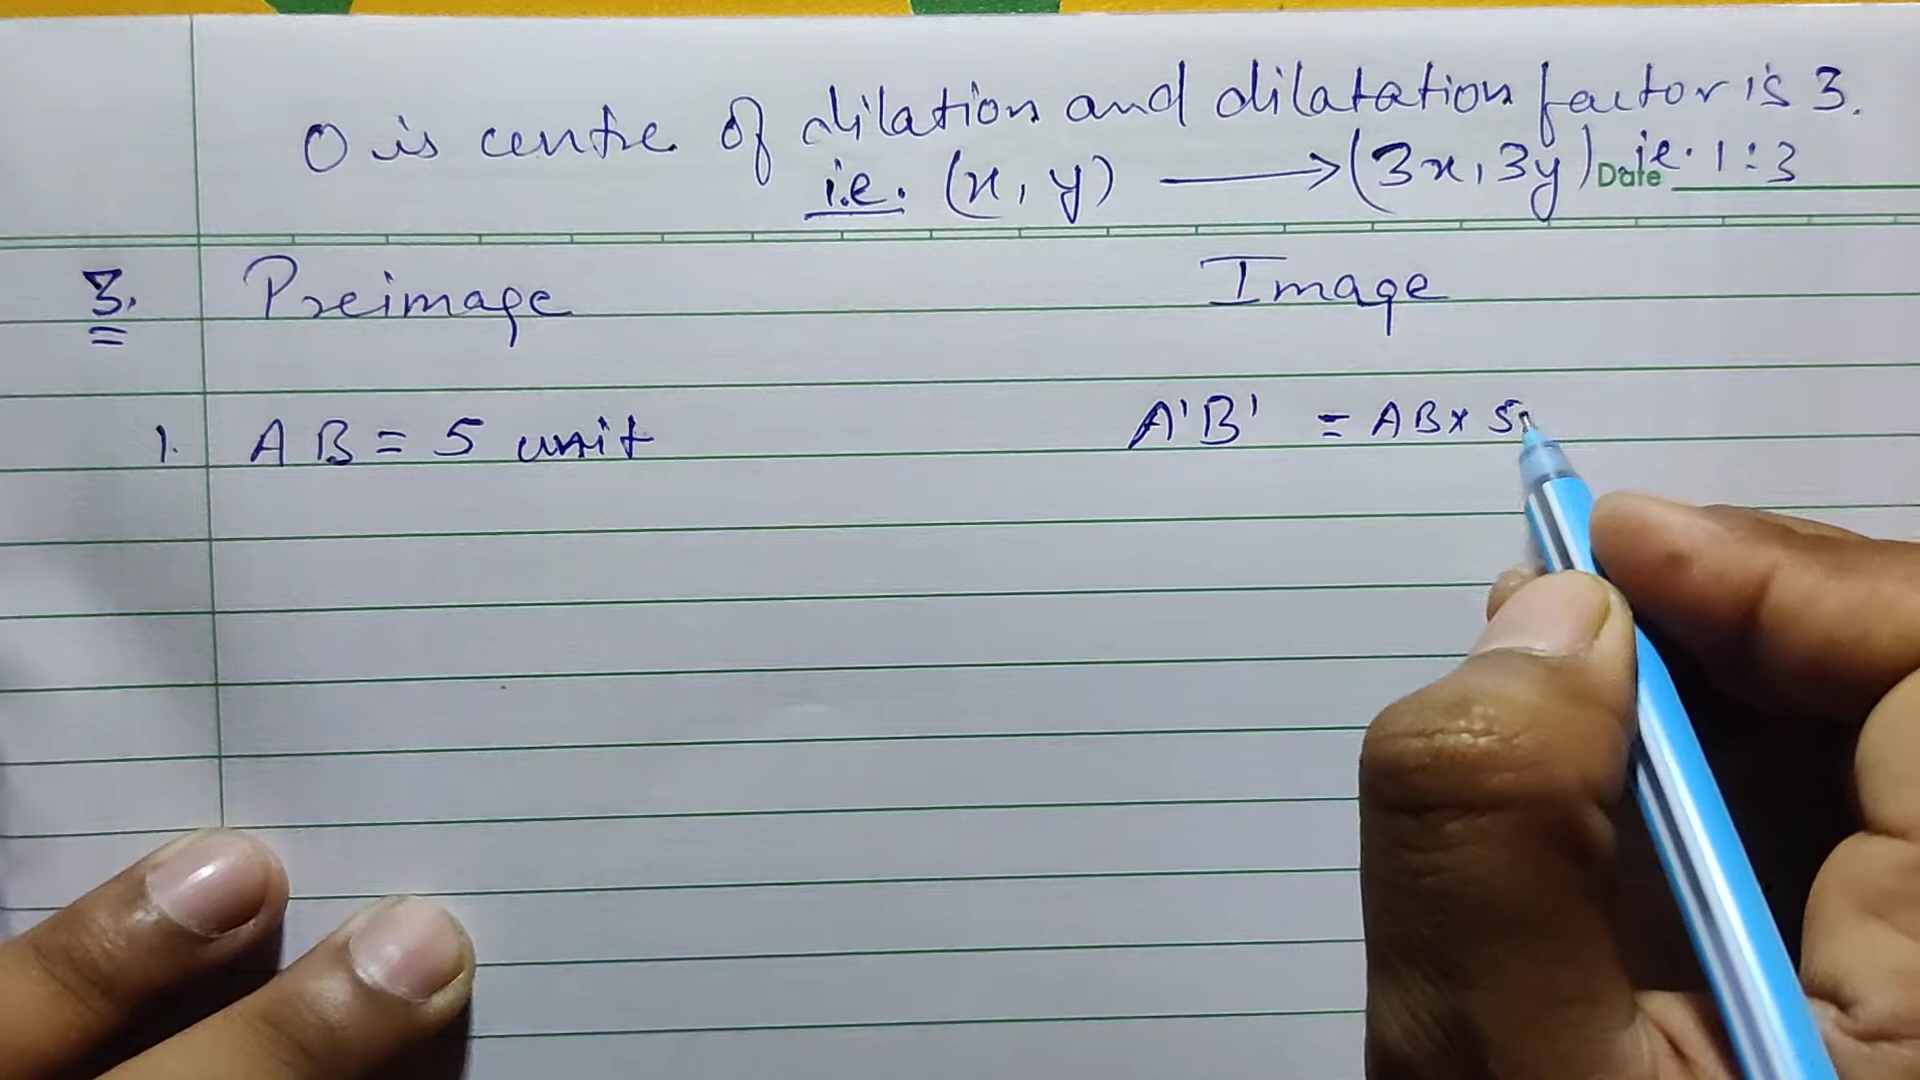 O is centre of dilation and dilatation factor is 3.
i.e. (x, y) ⟶ (3x, 3y) i.e. 1 : 3
Date
3. Preimage Image
1. AB = 5 unit A'B' = AB × 5